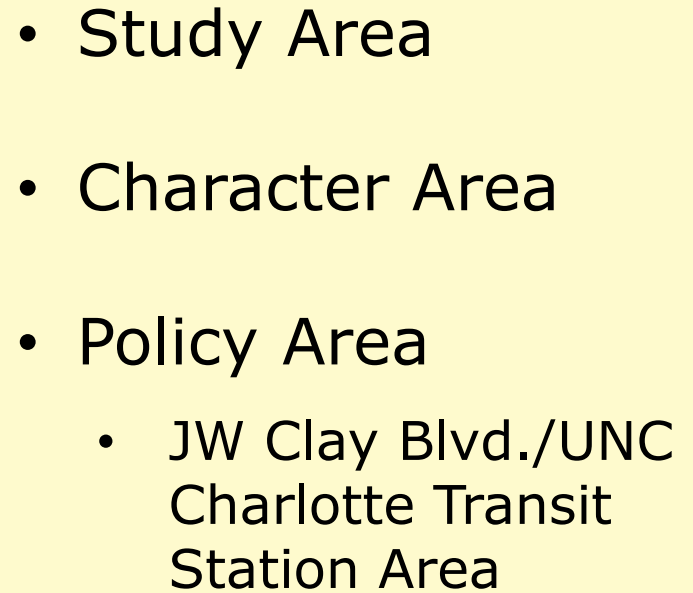 • Study Area
• Character Area
• Policy Area
• JW Clay Blvd./UNC
Charlotte Transit
Station Area